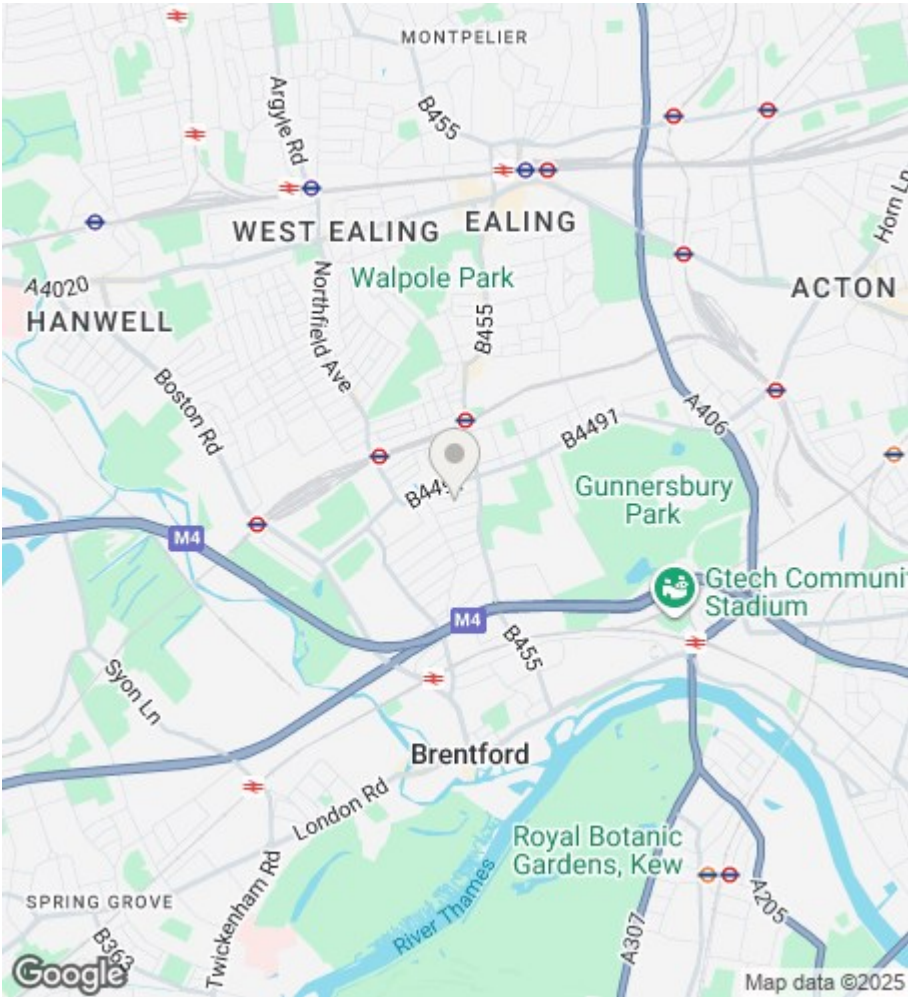 MONTPELIER
Argyle Rd
B455
Horn Ln
WEST EALING
EALING
Walpole Park
A4020
ACTON
HANWELL
Northfield Ave
B455
Boston Rd
A406
B4491
B449
Gunnersbury
Park
M4
Gtech Communi
Stadium
M4
B455
Syon Ln
Brentford
London Rd
Royal Botanic
Gardens, Kew
River Thames
SPRING GROVE
Twickenham Rd
A307
A205
B363
Google
Map data ©2025